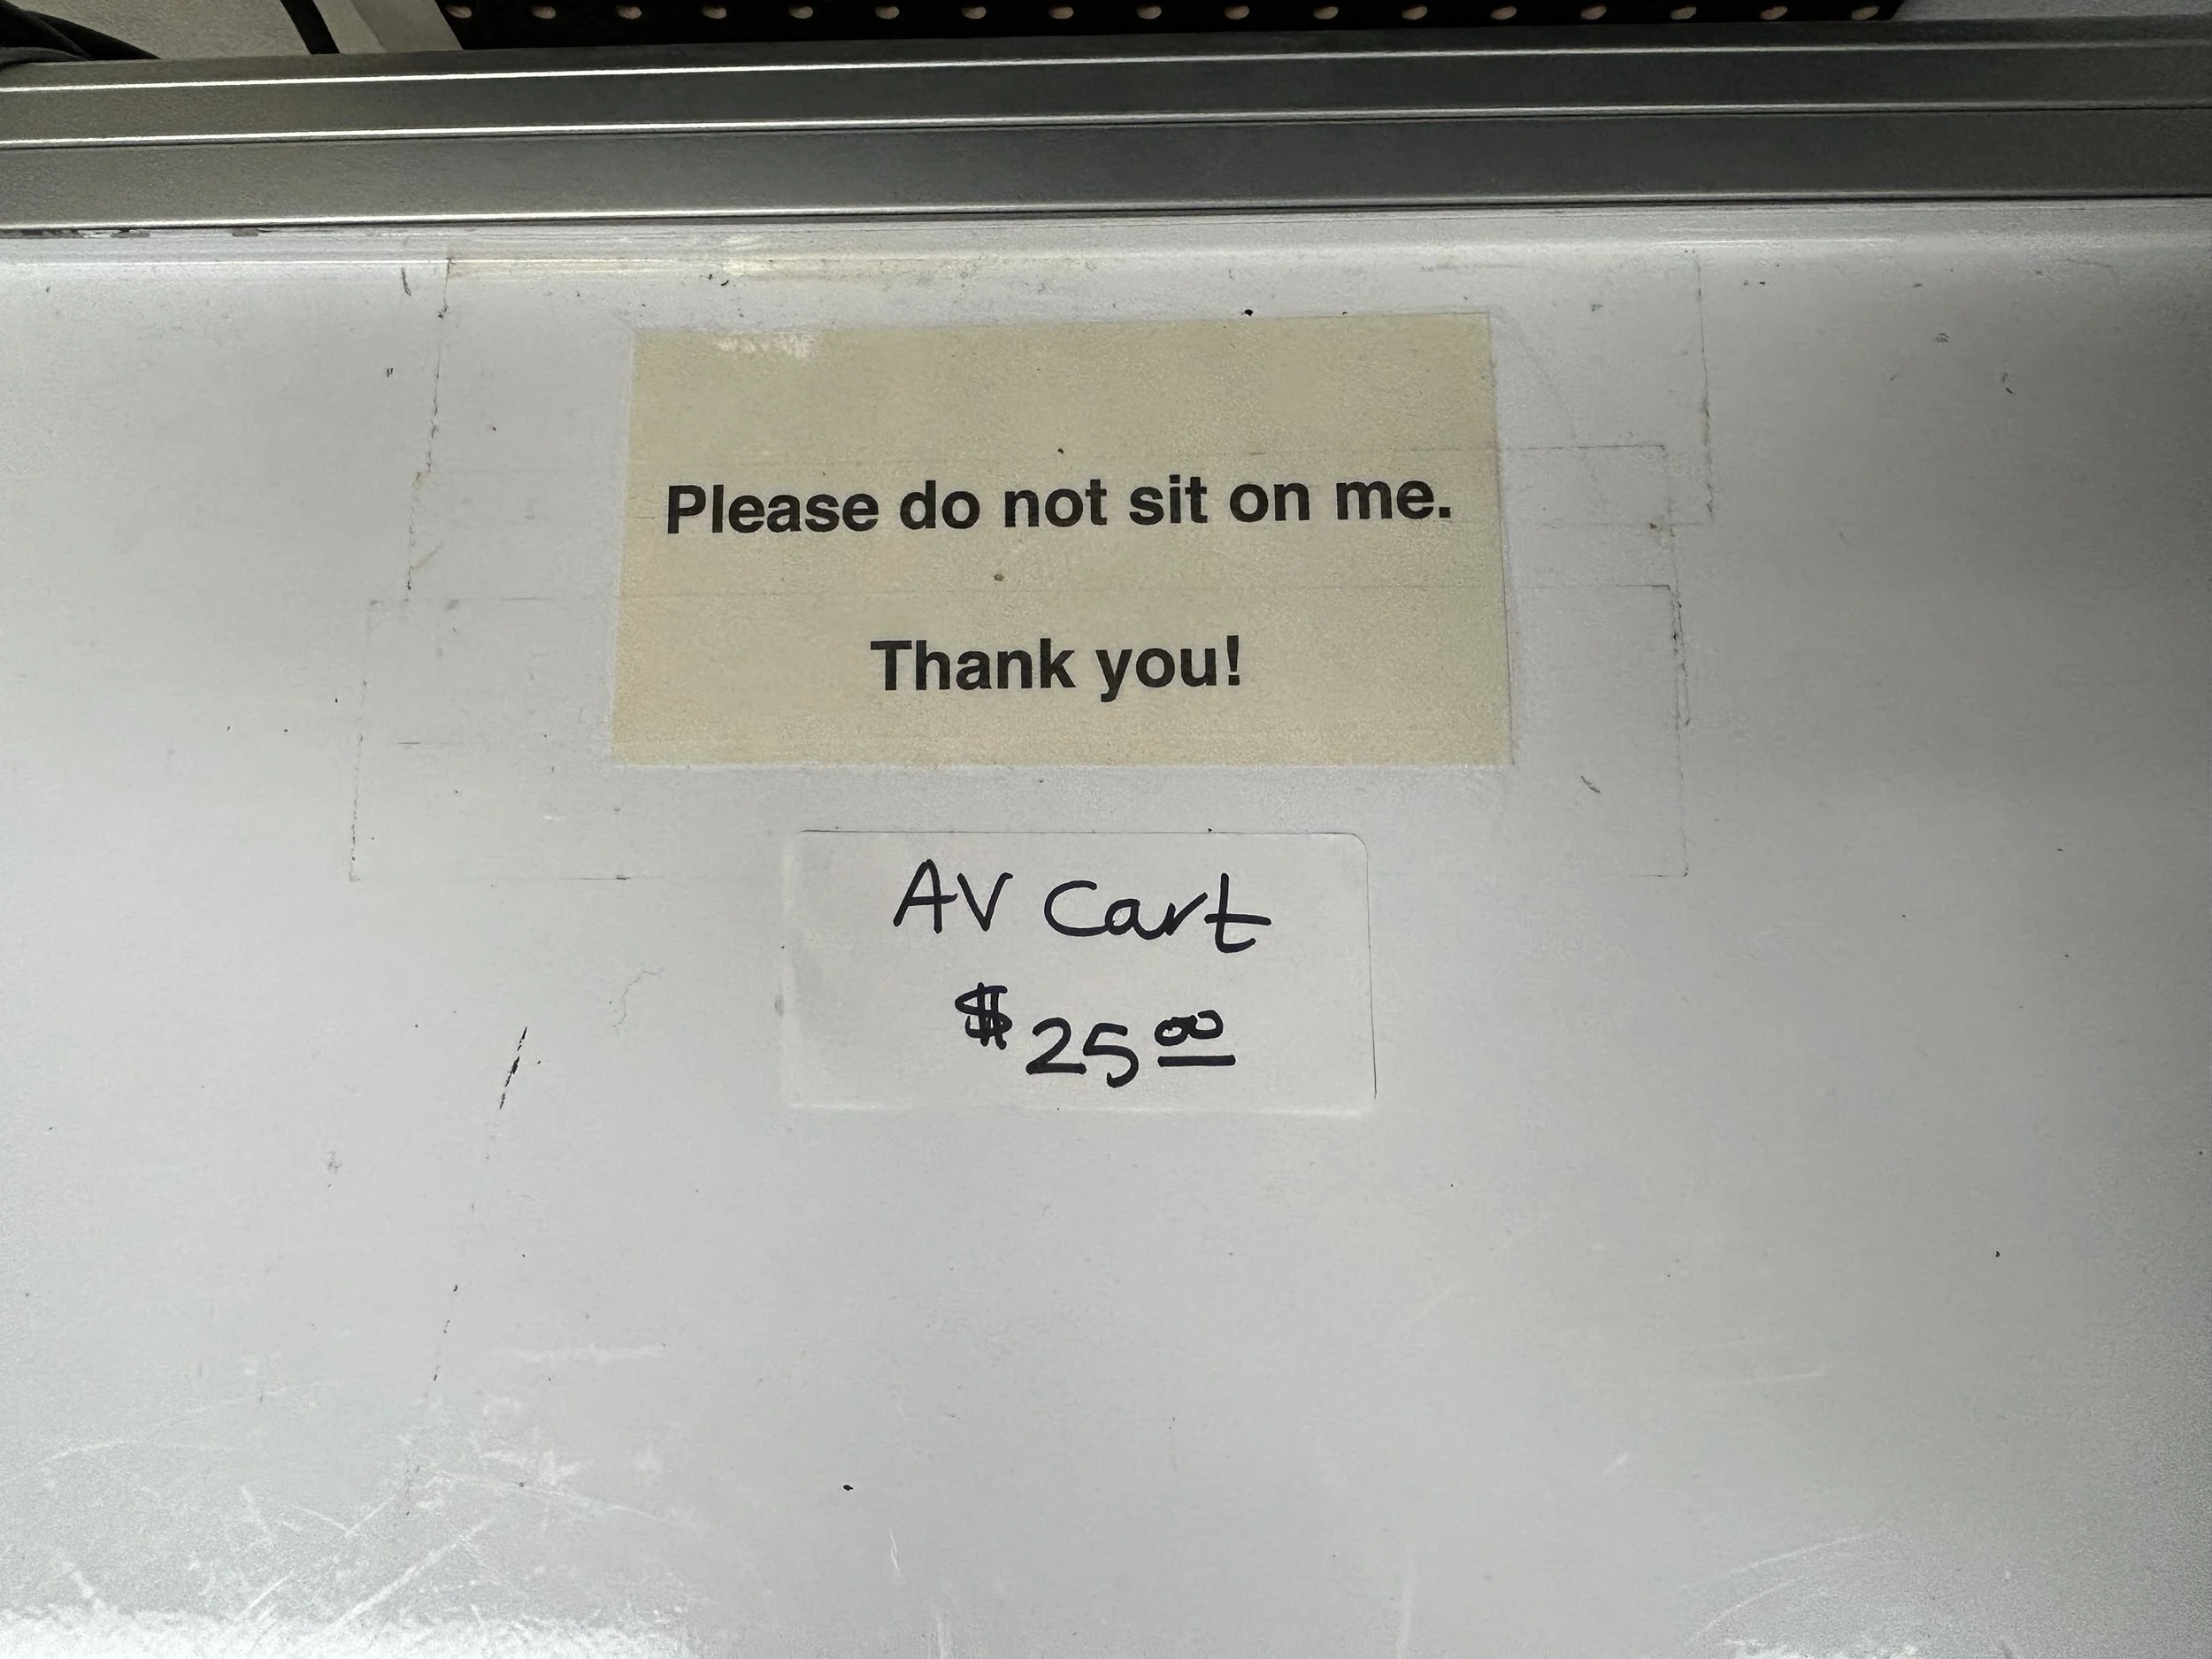 Please do not sit on me.
Thank you!
AV Cart
$25.00